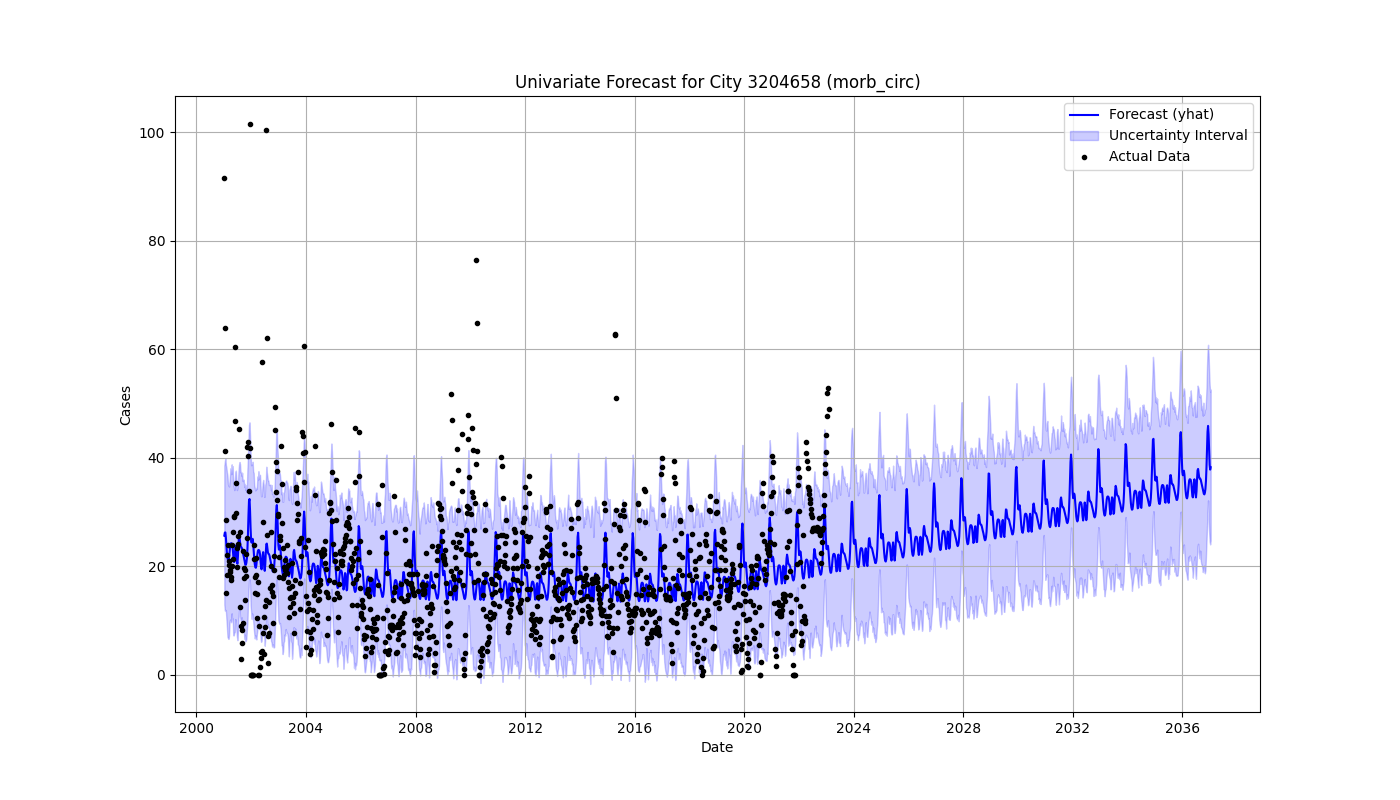 Univariate Forecast for City 3204658 (morb_circ)
Forecast (yhat)
Uncertainty Interval
Actual Data
100
80
60
40
20
0
Cases
2000 2004 2008 2012 2016 2020 2024 2028 2032 2036
Date